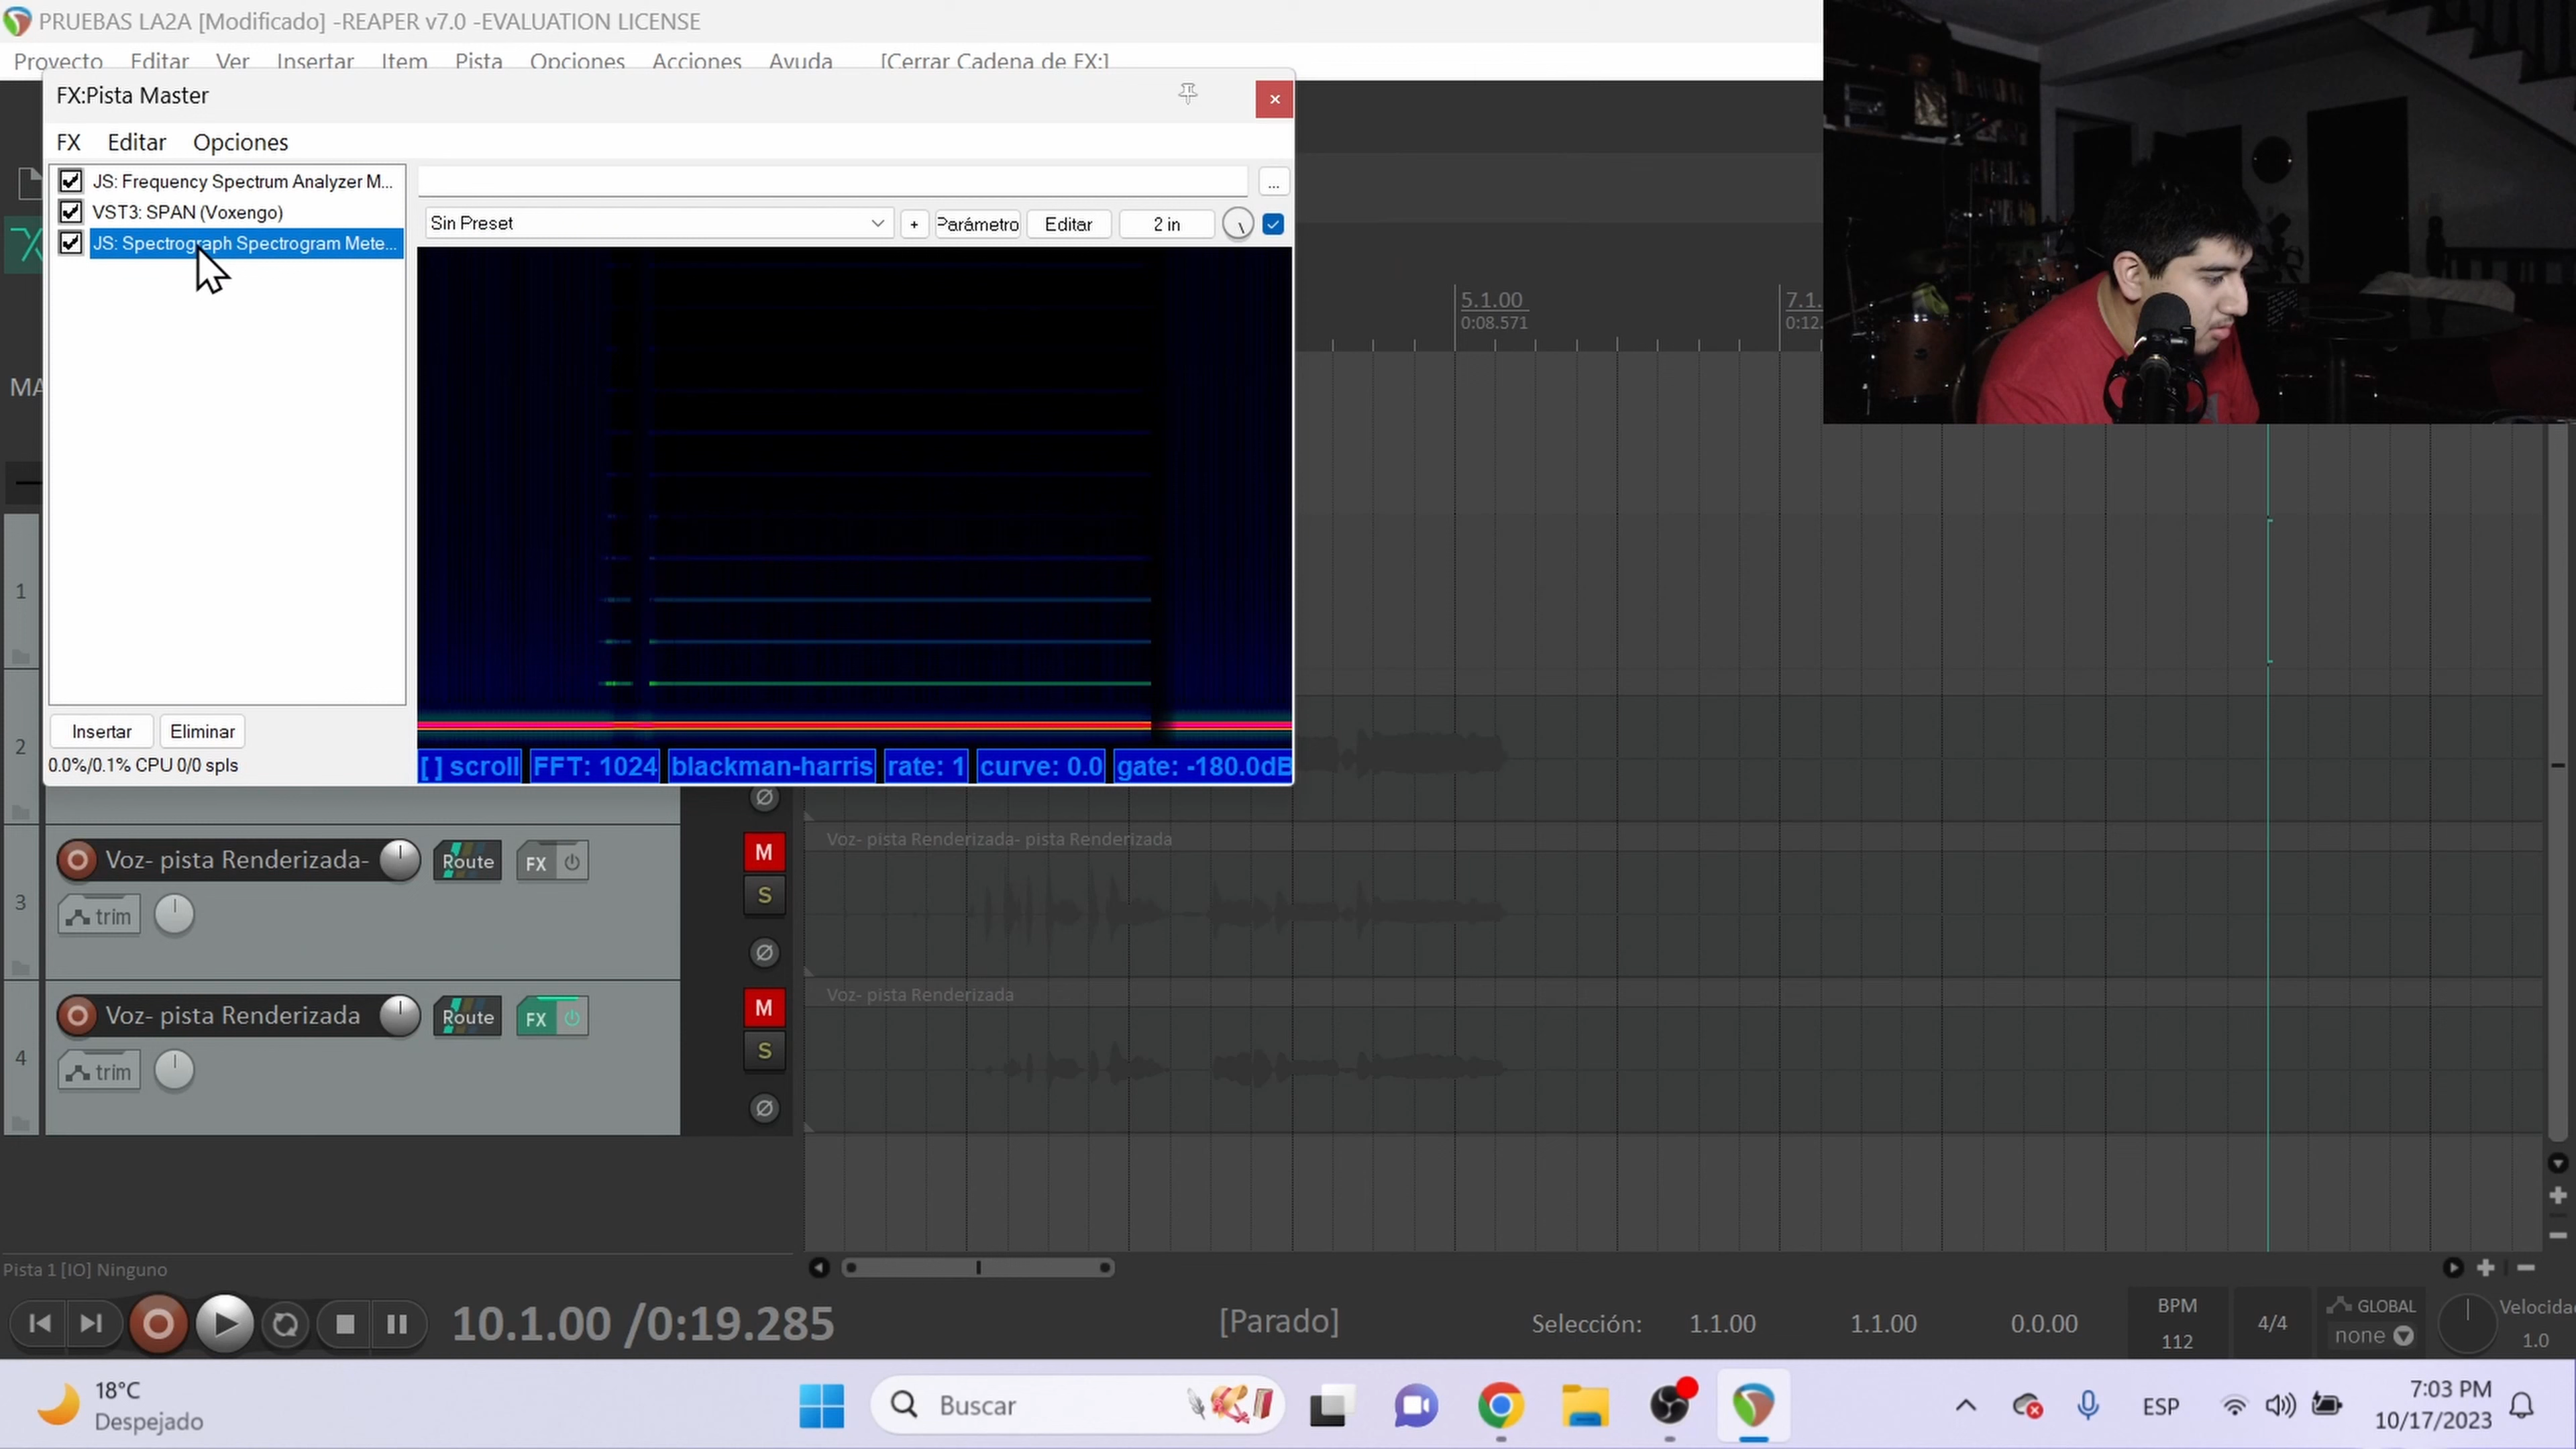 PRUEBAS LA2A [Modificado] -REAPER v7.0 -EVALUATION LICENSE
Proyecto Editar Ver Insertar Item Pista Opciones Acciones Ayuda [Cerrar Cadena de FX:]
FX:Pista Master
FX Editar Opciones
JS: Frequency Spectrum Analyzer M...
VST3: SPAN (Voxengo)
JS: Spectrograph Spectrogram Mete...
...
Sin Preset + Parámetro Editar 2 in
[ ] scroll FFT: 1024 blackman-harris rate: 1 curve: 0.0 gate: -180.0dB
Insertar Eliminar
0.0%/0.1% CPU 0/0 spls
MA
5.1.00 7.1.
0:08.571 0:12.
1
2
3
Voz- pista Renderizada- Route FX M
trim S
Voz- pista Renderizada- pista Renderizada
4
Voz- pista Renderizada Route FX M
trim S
Voz- pista Renderizada
Pista 1 [IO] Ninguno
10.1.00 /0:19.285 [Parado] Selección: 1.1.00 1.1.00 0.0.00
BPM
112
4/4
GLOBAL
none
Velocida
1.0
18°C
Despejado
Buscar
ESP
7:03 PM
10/17/2023